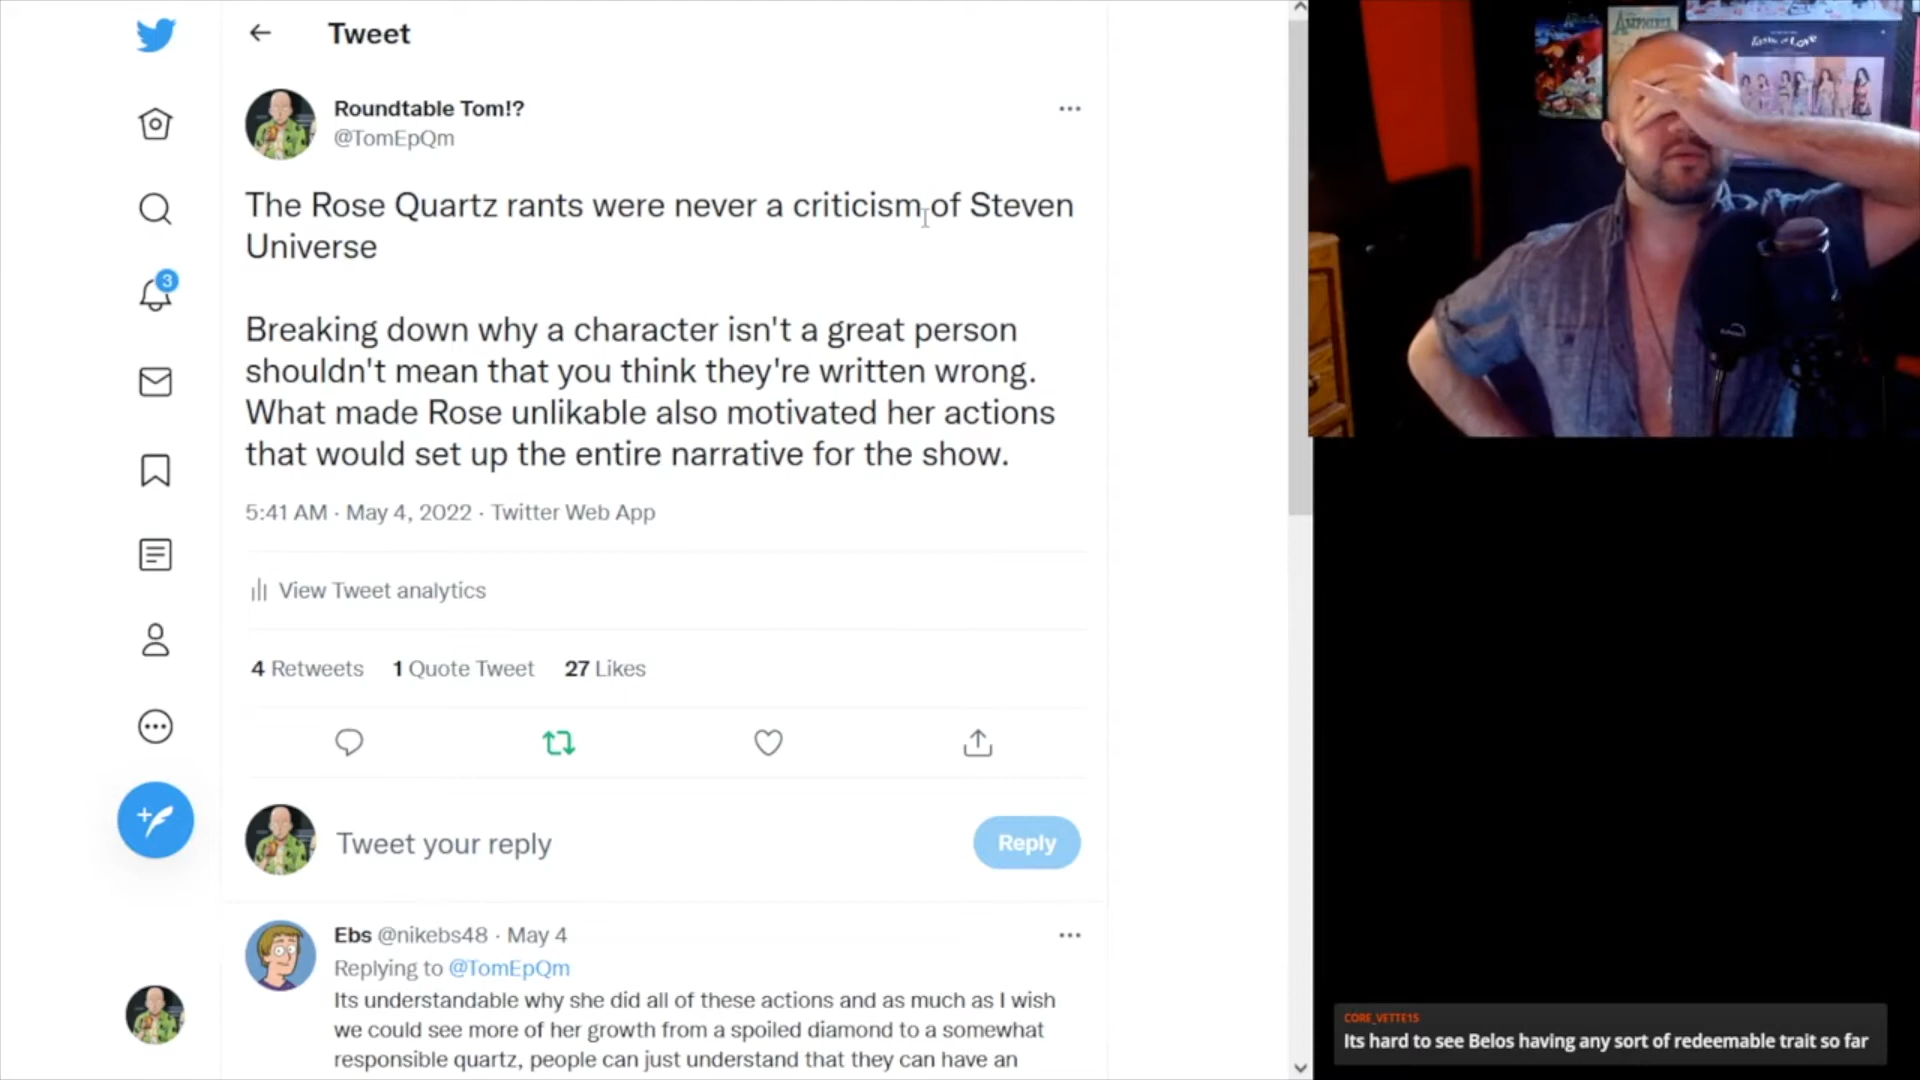 Tweet
Roundtable Tom!?
@TomEpQm
The Rose Quartz rants were never a criticism of Steven
Universe
Breaking down why a character isn't a great person
shouldn't mean that you think they're written wrong.
What made Rose unlikable also motivated her actions
that would set up the entire narrative for the show.
5:41 AM · May 4, 2022 · Twitter Web App
View Tweet analytics
4 Retweets 1 Quote Tweet 27 Likes
Tweet your reply
Reply
Ebs @nikebs48 · May 4
Replying to @TomEpQm
Its understandable why she did all of these actions and as much as I wish
we could see more of her growth from a spoiled diamond to a somewhat
responsible quartz, people can just understand that they can have an
3
AMPHIBIA
Taste of Love
CORE_VETTE15
Its hard to see Belos having any sort of redeemable trait so far